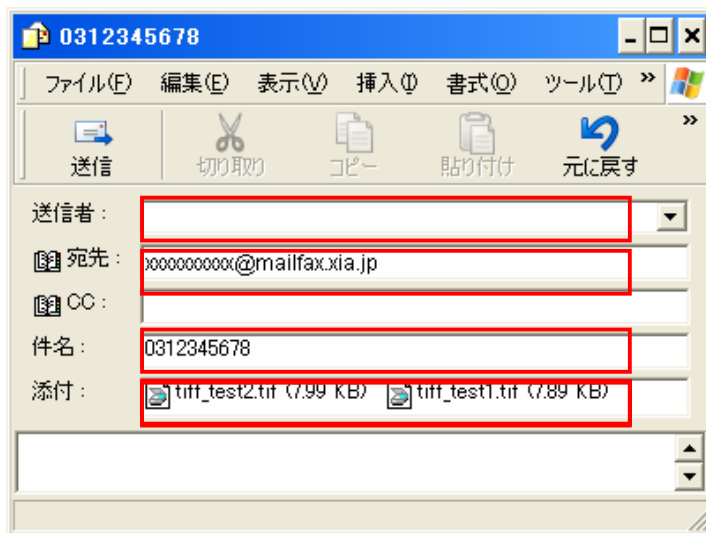 0312345678
ファイル(F) 編集(E) 表示(V) 挿入(I) 書式(O) ツール(T) »
送信 切り取り コピー 貼り付け 元に戻す »
送信者:
宛先: xxxxxxxxxx@mailfax.xia.jp
CC:
件名: 0312345678
添付: tiff_test2.tif (7.99 KB) tiff_test1.tif (7.89 KB)